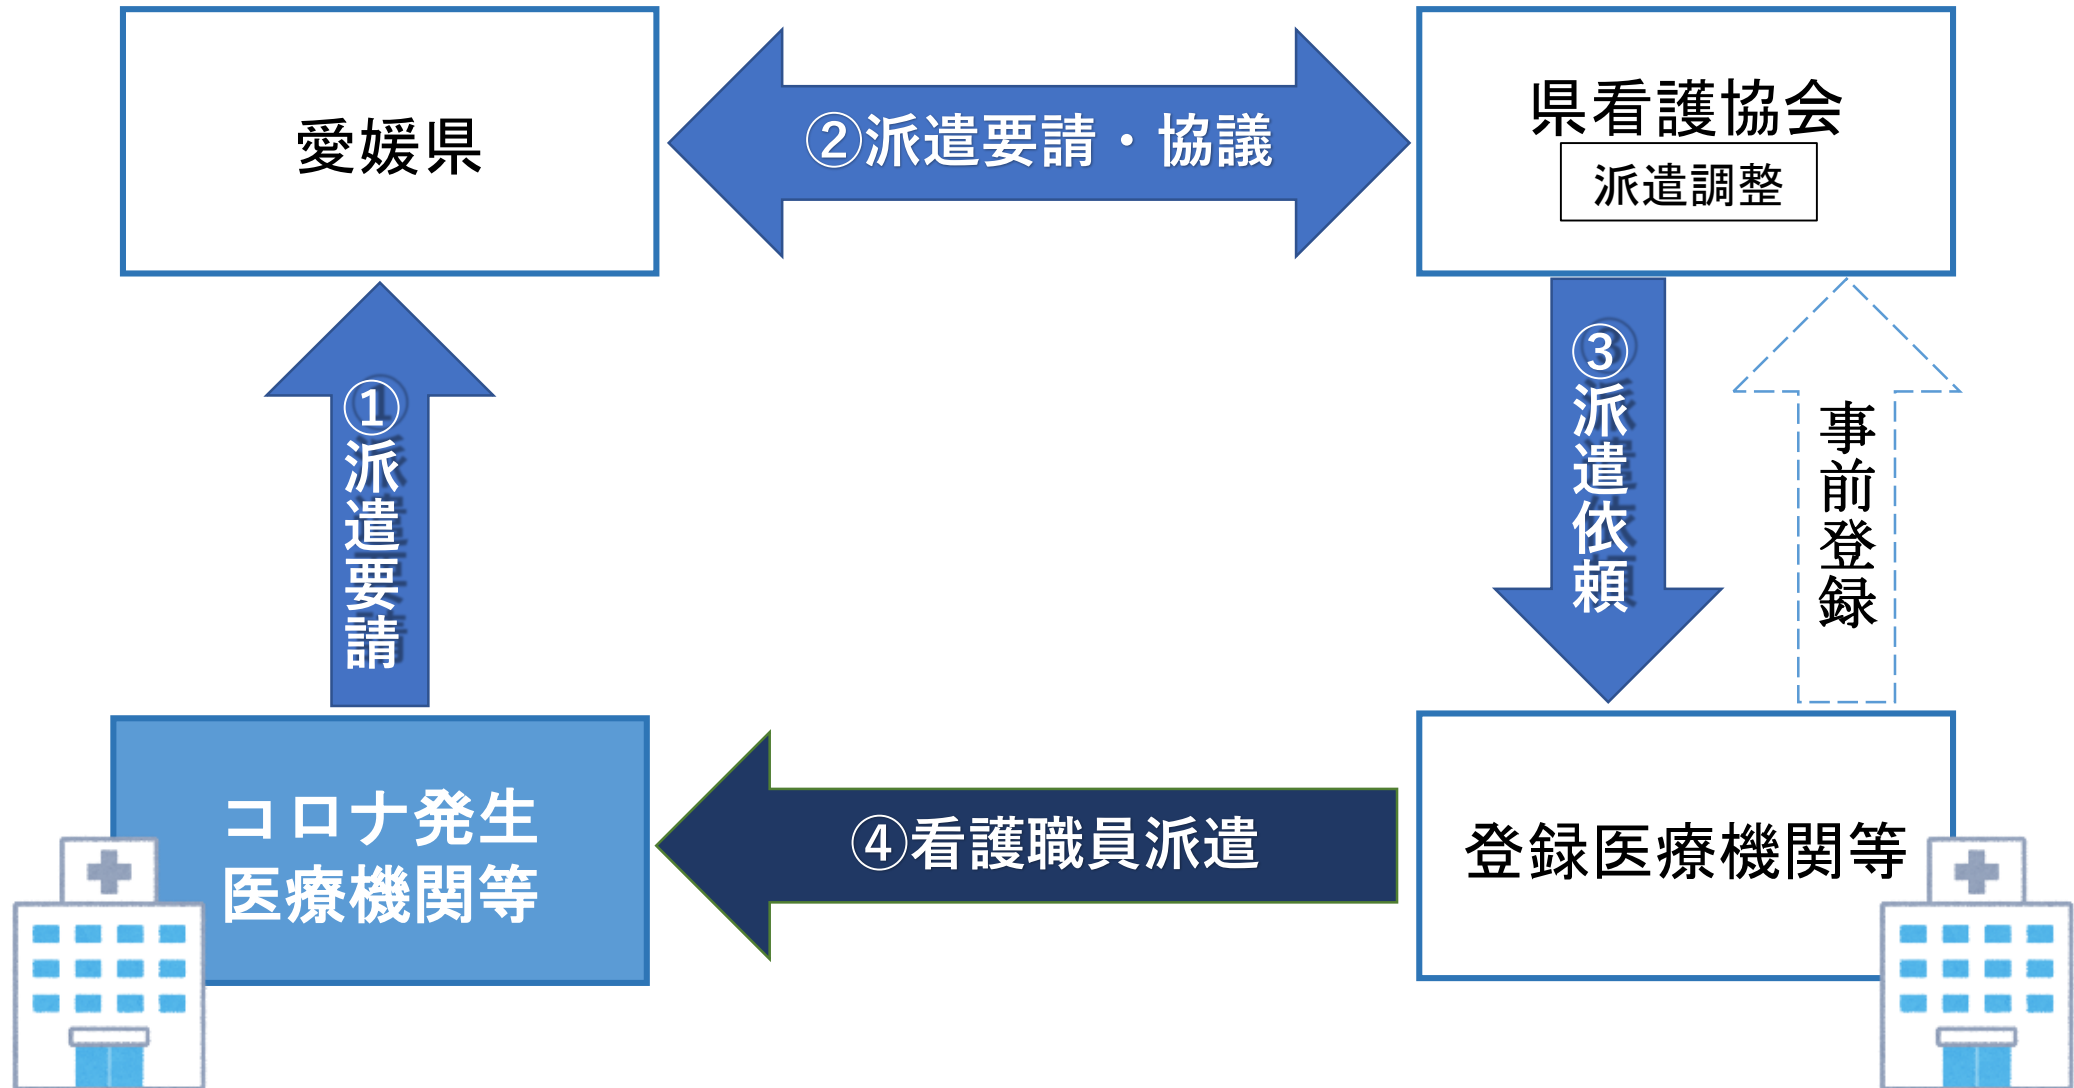 愛媛県
②派遣要請・協議
県看護協会
派遣調整
①派遣要請
③派遣依頼
事前登録
コロナ発生
医療機関等
④看護職員派遣
登録医療機関等